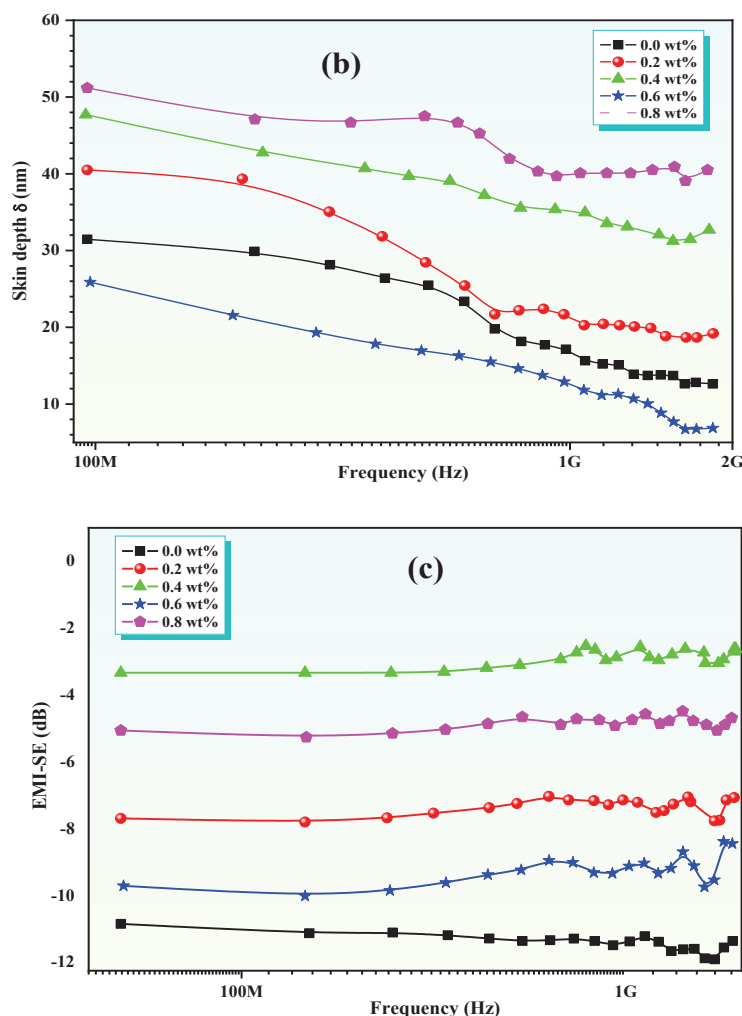 60
50
40
30
20
10
Skin depth δ (nm)
(b)
0.0 wt%
0.2 wt%
0.4 wt%
0.6 wt%
0.8 wt%
100M
1G
2G
Frequency (Hz)
0
-2
-4
-6
-8
-10
-12
EMI-SE (dB)
0.0 wt%
0.2 wt%
0.4 wt%
0.6 wt%
0.8 wt%
(c)
100M
1G
Frequency (Hz)